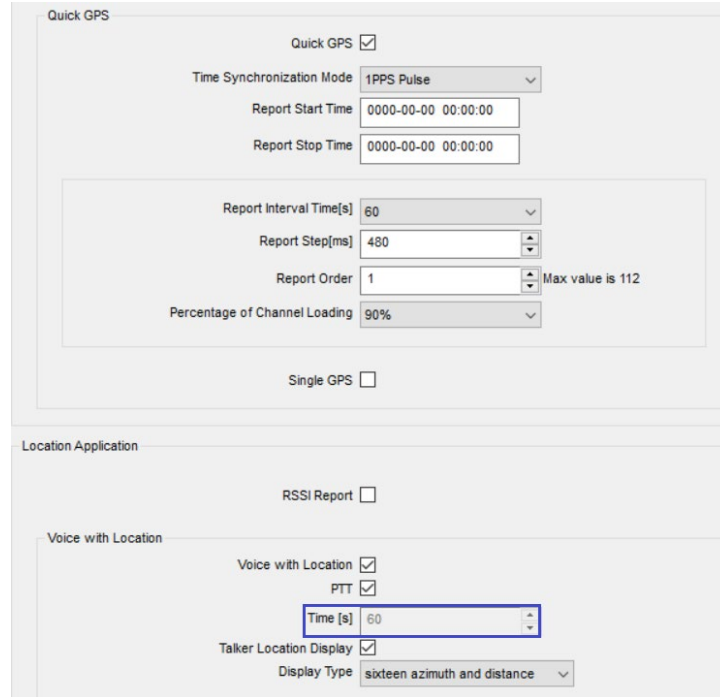 Quick GPS
Quick GPS
Time Synchronization Mode 1PPS Pulse
Report Start Time 0000-00-00 00:00:00
Report Stop Time 0000-00-00 00:00:00
Report Interval Time[s] 60
Report Step[ms] 480
Report Order 1 Max value is 112
Percentage of Channel Loading 90%
Single GPS
Location Application
RSSI Report
Voice with Location
Voice with Location
PTT
Time [s] 60
Talker Location Display
Display Type sixteen azimuth and distance